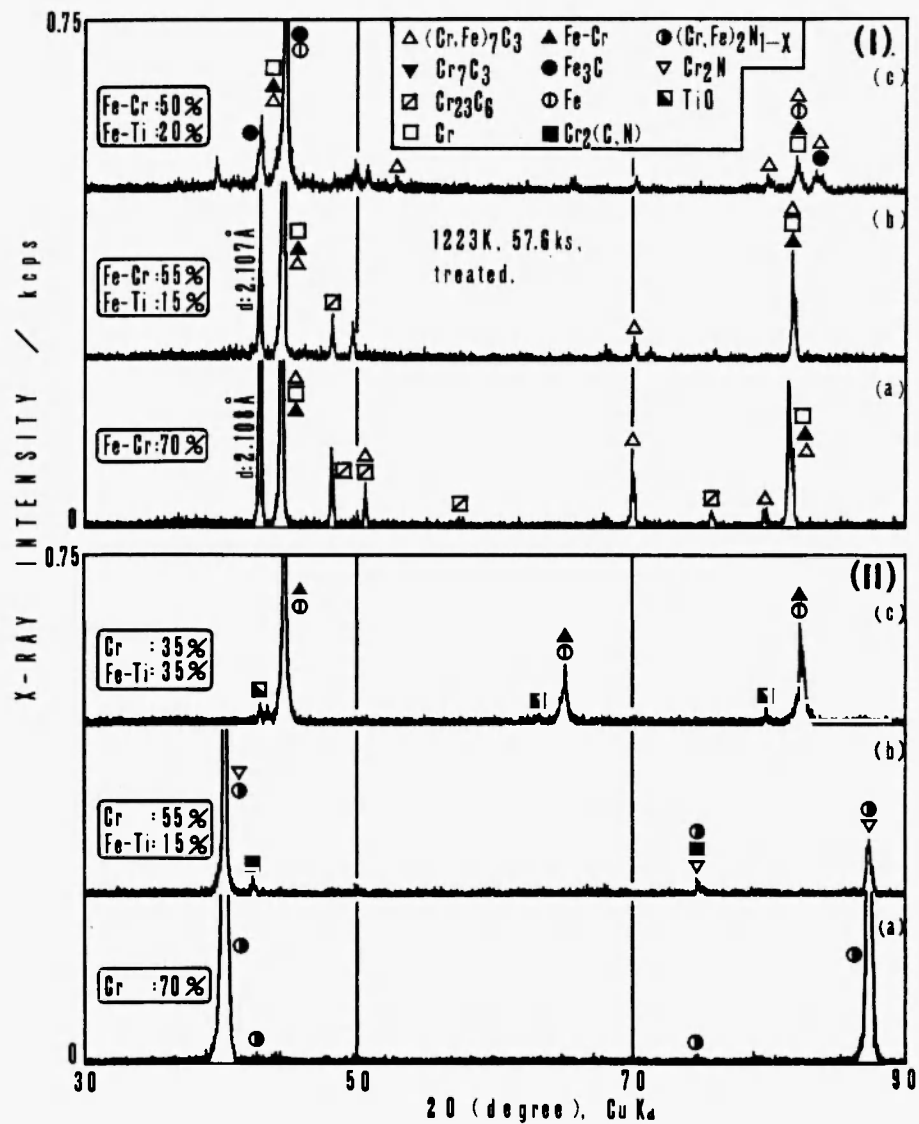 0.75
△ (Cr,Fe)7C3 ▲ Fe-Cr ◑ (Cr,Fe)2N1-X
▼ Cr7C3 ● Fe3C ▽ Cr2N
Cr23C6 Fe TiO
□ Cr ■ Cr2(C,N)
(I)
(c)
Fe-Cr:50%
Fe-Ti:20%
(b)
1223K, 57.6ks,
treated.
d:2.107Å
Fe-Cr:55%
Fe-Ti:15%
(a)
d:2.108Å
Fe-Cr:70%
0
X-RAY INTENSITY / kcps
0.75
(II)
(c)
Cr :35%
Fe-Ti:35%
(b)
Cr :55%
Fe-Ti:15%
(a)
Cr :70%
0
30 50 70 90
2θ (degree), CuKα